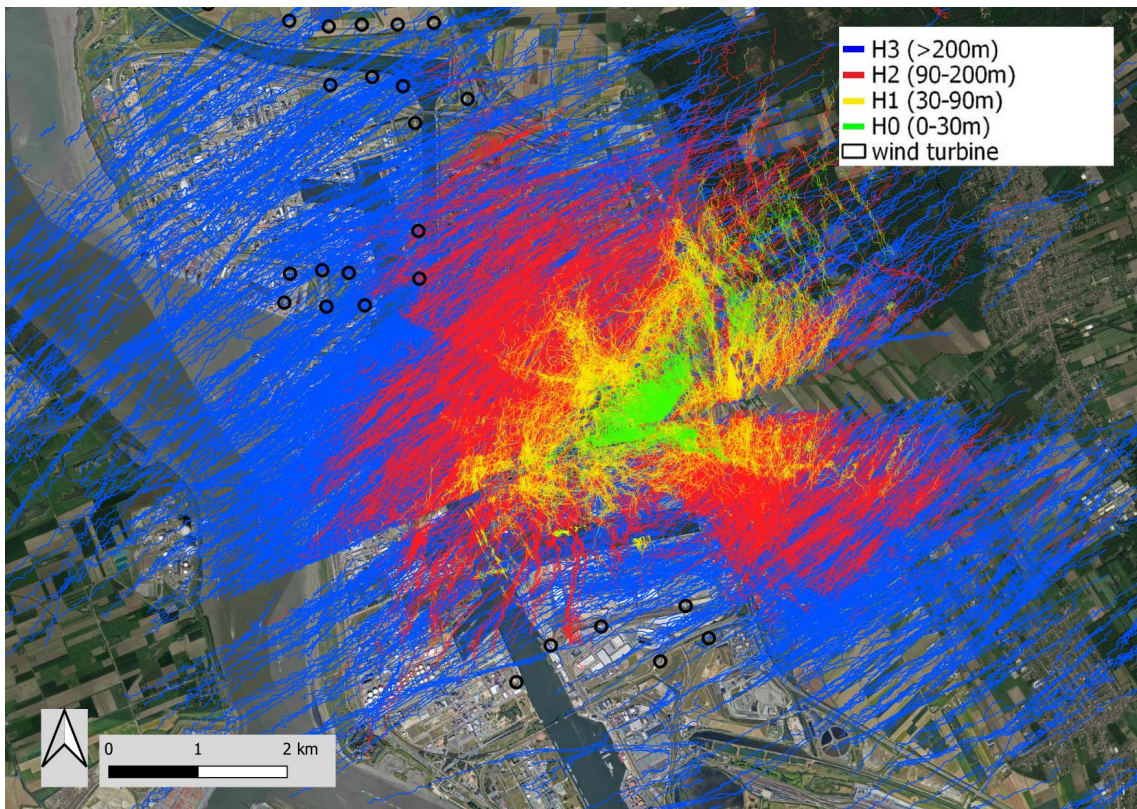 H3 (>200m)
H2 (90-200m)
H1 (30-90m)
H0 (0-30m)
wind turbine
0 1 2 km